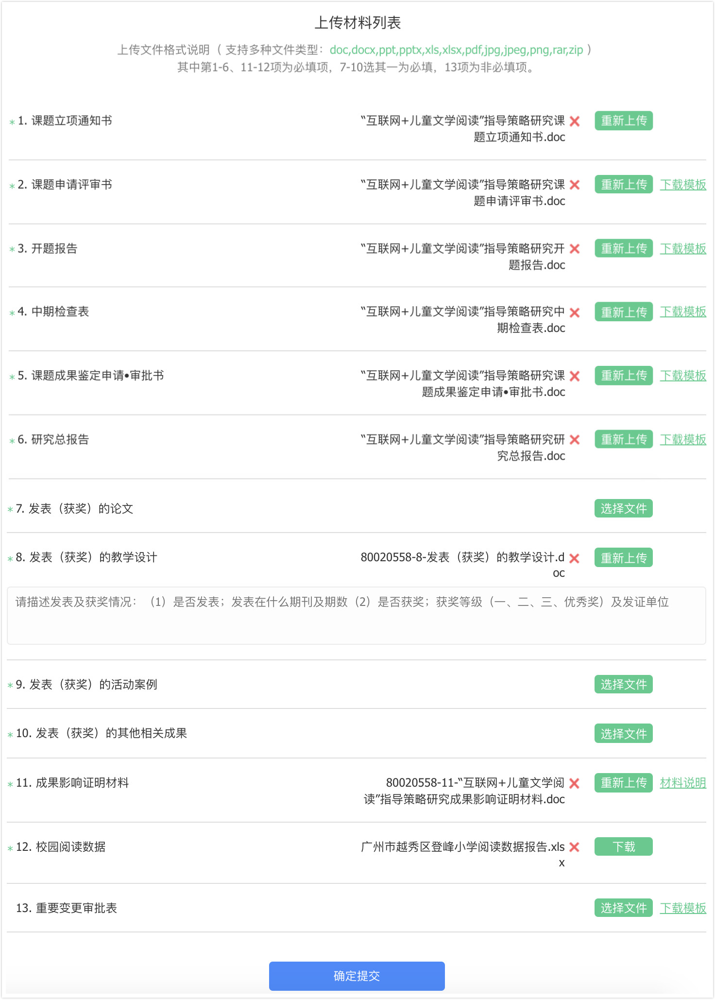 上传材料列表
上传文件格式说明（支持多种文件类型：doc,docx,ppt,pptx,xls,xlsx,pdf,jpg,jpeg,png,rar,zip）
其中第1-6、11-12项为必填项，7-10选其一为必填，13项为非必填项。
* 1. 课题立项通知书 “互联网+儿童文学阅读”指导策略研究课 重新上传
题立项通知书.doc
* 2. 课题申请评审书 “互联网+儿童文学阅读”指导策略研究课 重新上传 下载模板
题申请评审书.doc
* 3. 开题报告 “互联网+儿童文学阅读”指导策略研究开 重新上传 下载模板
题报告.doc
* 4. 中期检查表 “互联网+儿童文学阅读”指导策略研究中 重新上传 下载模板
期检查表.doc
* 5. 课题成果鉴定申请•审批书 “互联网+儿童文学阅读”指导策略研究课 重新上传 下载模板
题成果鉴定申请•审批书.doc
* 6. 研究总报告 “互联网+儿童文学阅读”指导策略研究研 重新上传 下载模板
究总报告.doc
* 7. 发表（获奖）的论文 选择文件
* 8. 发表（获奖）的教学设计 80020558-8-发表（获奖）的教学设计.d 重新上传
oc
请描述发表及获奖情况：（1）是否发表；发表在什么期刊及期数（2）是否获奖；获奖等级（一、二、三、优秀奖）及发证单位
* 9. 发表（获奖）的活动案例 选择文件
* 10. 发表（获奖）的其他相关成果 选择文件
* 11. 成果影响证明材料 80020558-11-“互联网+儿童文学阅 重新上传 材料说明
读”指导策略研究成果影响证明材料.doc
* 12. 校园阅读数据 广州市越秀区登峰小学阅读数据报告.xls 下载
x
13. 重要变更审批表 选择文件 下载模板
确定提交